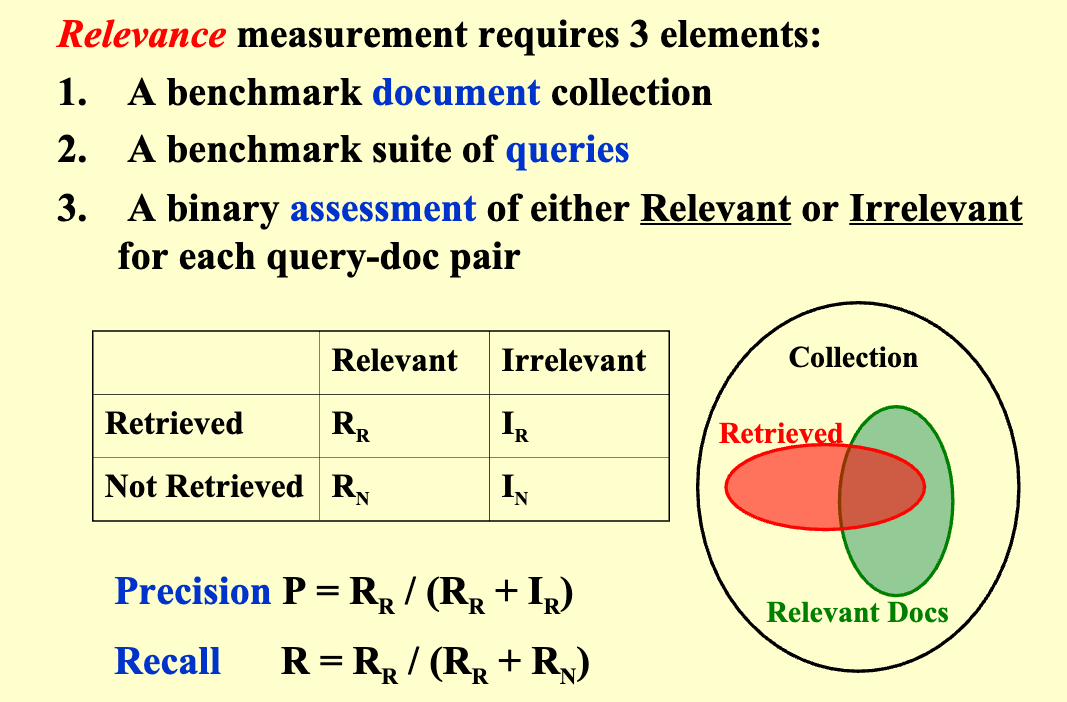 Relevance measurement requires 3 elements:
1. A benchmark document collection
2. A benchmark suite of queries
3. A binary assessment of either Relevant or Irrelevant
for each query-doc pair
Relevant Irrelevant
Retrieved R_R I_R
Not Retrieved R_N I_N
Collection
Retrieved
Relevant Docs
Precision P = R_R / (R_R + I_R)
Recall R = R_R / (R_R + R_N)